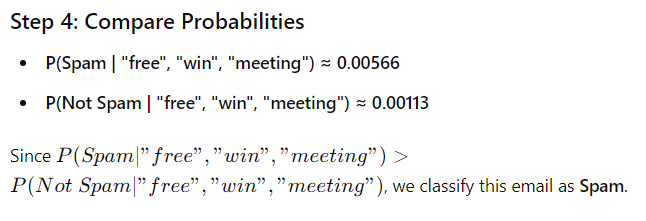 Step 4: Compare Probabilities
• P(Spam | "free", "win", "meeting") ≈ 0.00566
• P(Not Spam | "free", "win", "meeting") ≈ 0.00113
Since P(Spam|”free”,”win”,”meeting”) >
P(Not Spam|”free”,”win”,”meeting”), we classify this email as Spam.